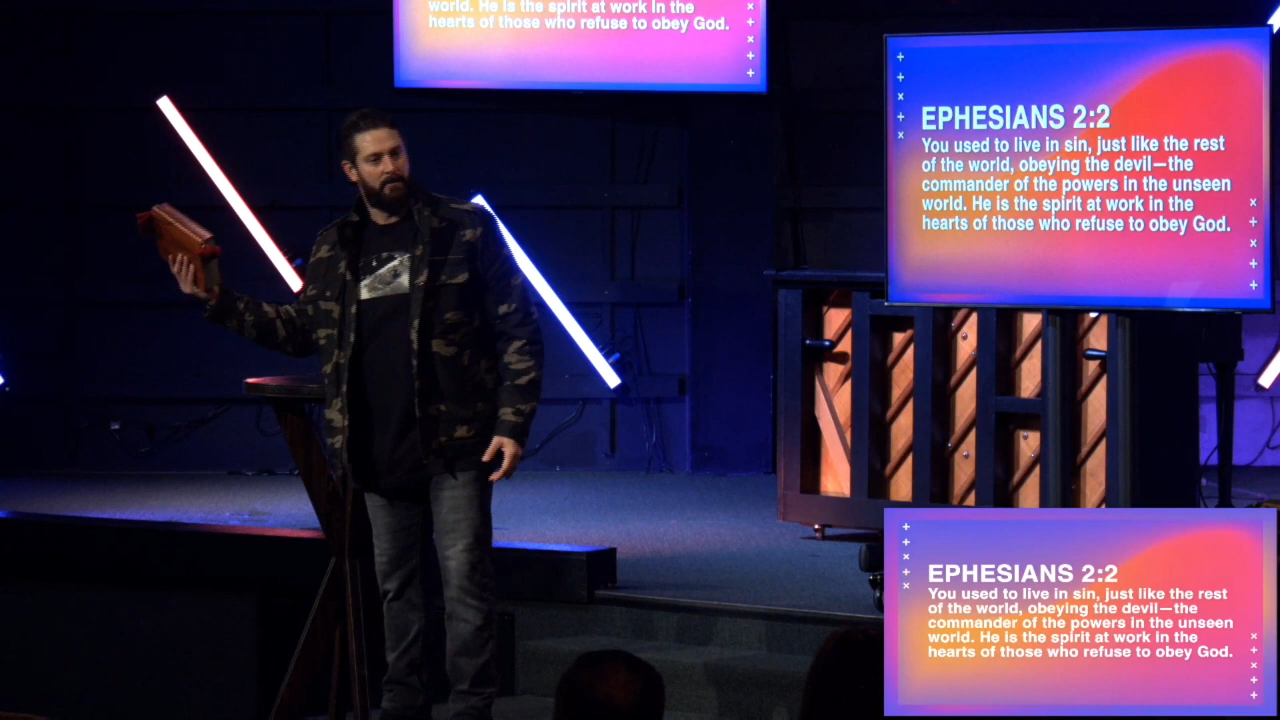 world. He is the spirit at work in the
hearts of those who refuse to obey God.
EPHESIANS 2:2
You used to live in sin, just like the rest
of the world, obeying the devil—the
commander of the powers in the unseen
world. He is the spirit at work in the
hearts of those who refuse to obey God.
EPHESIANS 2:2
You used to live in sin, just like the rest
of the world, obeying the devil—the
commander of the powers in the unseen
world. He is the spirit at work in the
hearts of those who refuse to obey God.